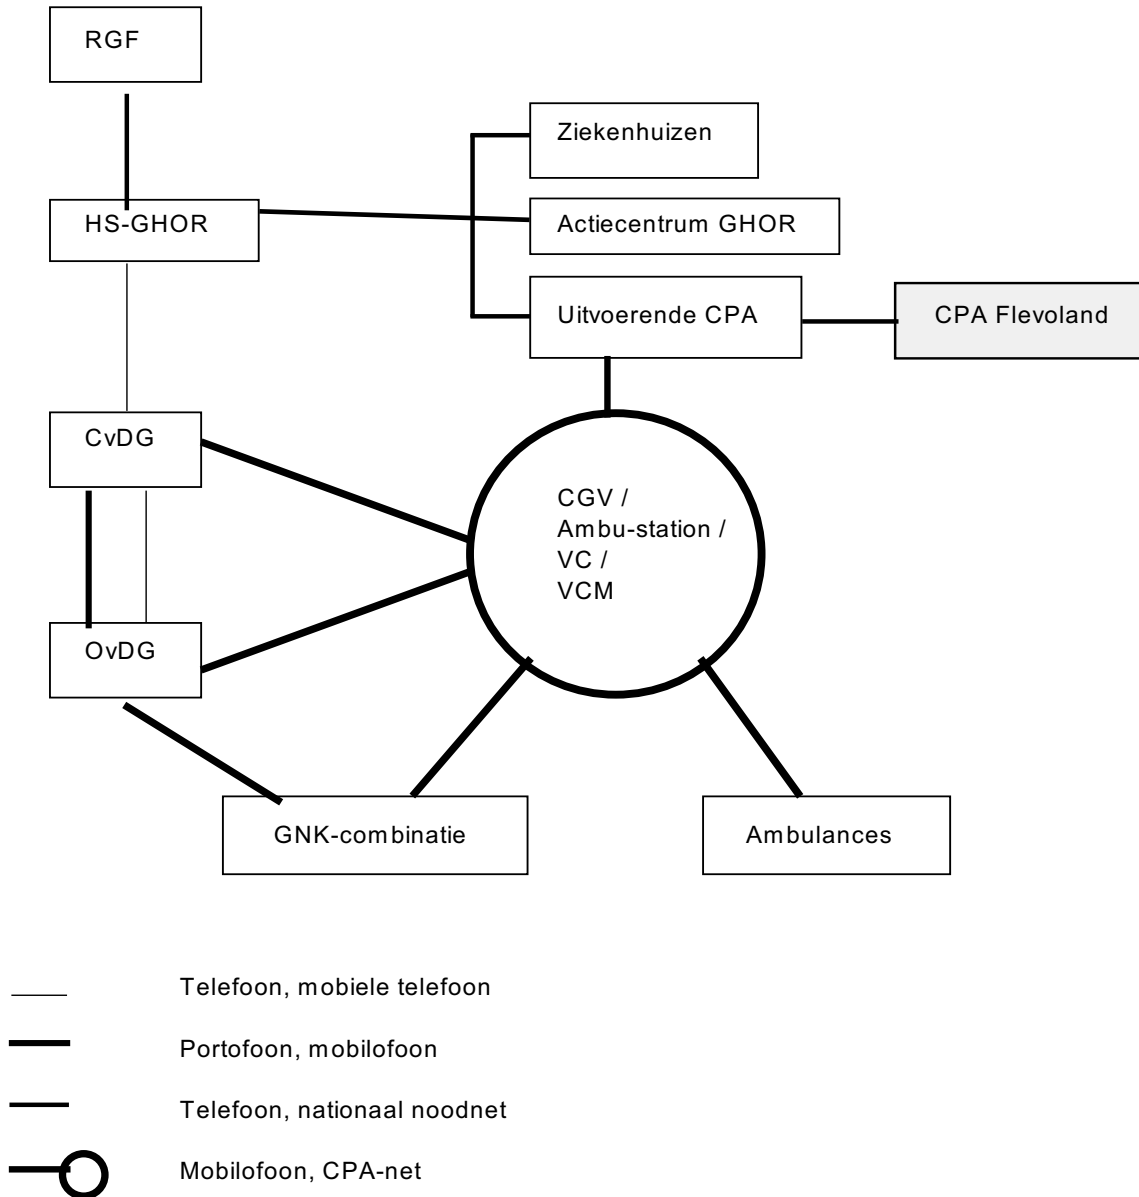 RGF
Ziekenhuizen
HS-GHOR
Actiecentrum GHOR
Uitvoerende CPA
CPA Flevoland
CvDG
CGV /
Ambu-station /
VC /
VCM
OvDG
GNK-combinatie
Ambulances
Telefoon, mobiele telefoon
Portofoon, mobilofoon
Telefoon, nationaal noodnet
Mobilofoon, CPA-net